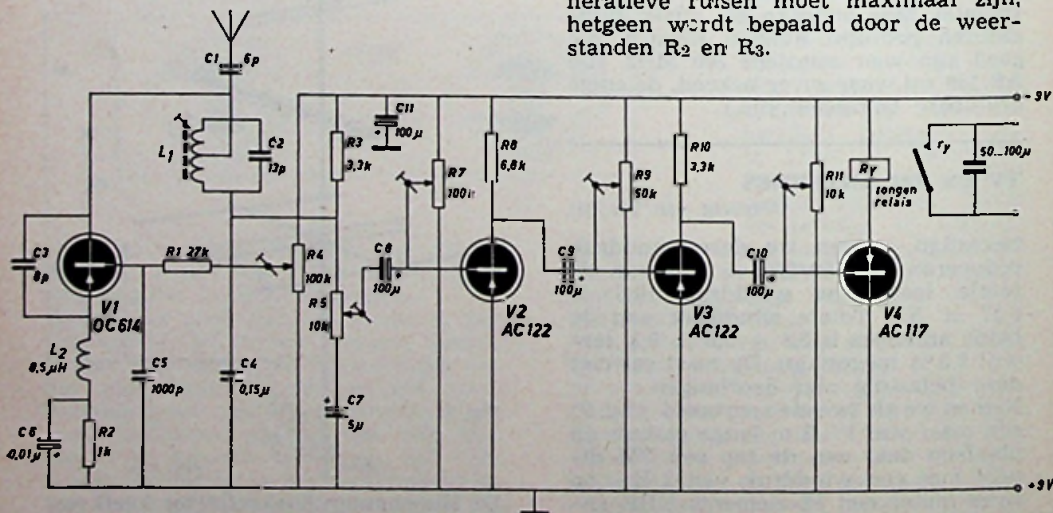 neratieve ruisen moet maximaal zijn,
hetgeen wordt bepaald door de weer-
standen R2 en R3.
C1 6p
-9V
C11
100μ
R3
3,3k
R7
R8
6,8k
R9
50k
R10
3,3k
R11
10k
RY
tongen
relais
ry
50...100μ
L1
C2
13p
C3
8p
V1
OC614
R1 27k
R4
100k
R5
10k
C8
100μ
C9
100μ
C10
100μ
V2
AC122
V3
AC122
V4
AC117
L2
8,5μH
C5
1000p
C4
0,15μ
C7
5μ
C6
0,01μ
R2
1k
+9V